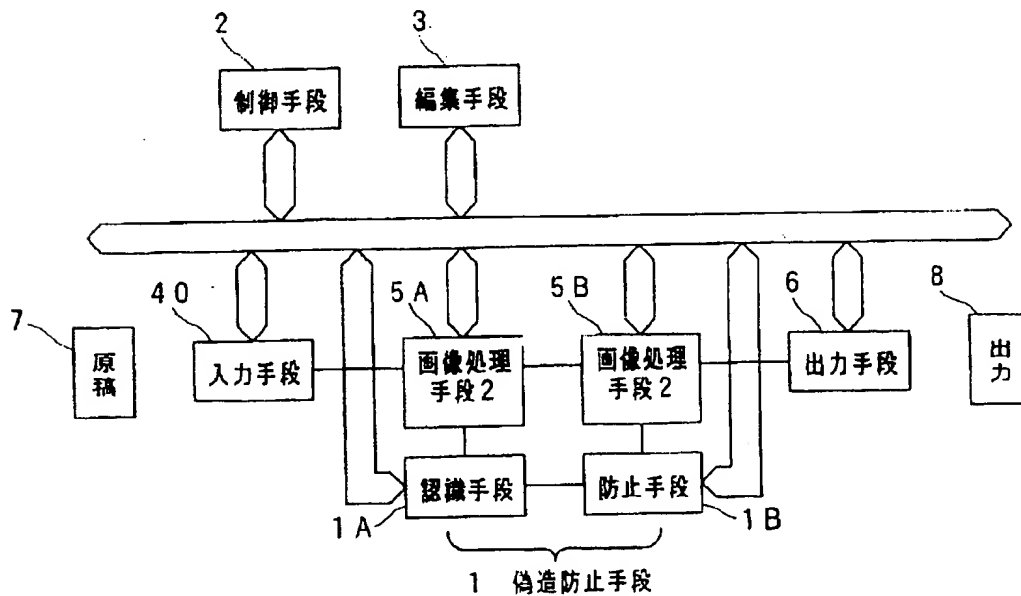 2
3
制御手段
編集手段
7
40
5A
5B
6
8
原稿
入力手段
画像処理
手段2
画像処理
手段2
出力手段
出力
認識手段
防止手段
1A
1B
1 偽造防止手段